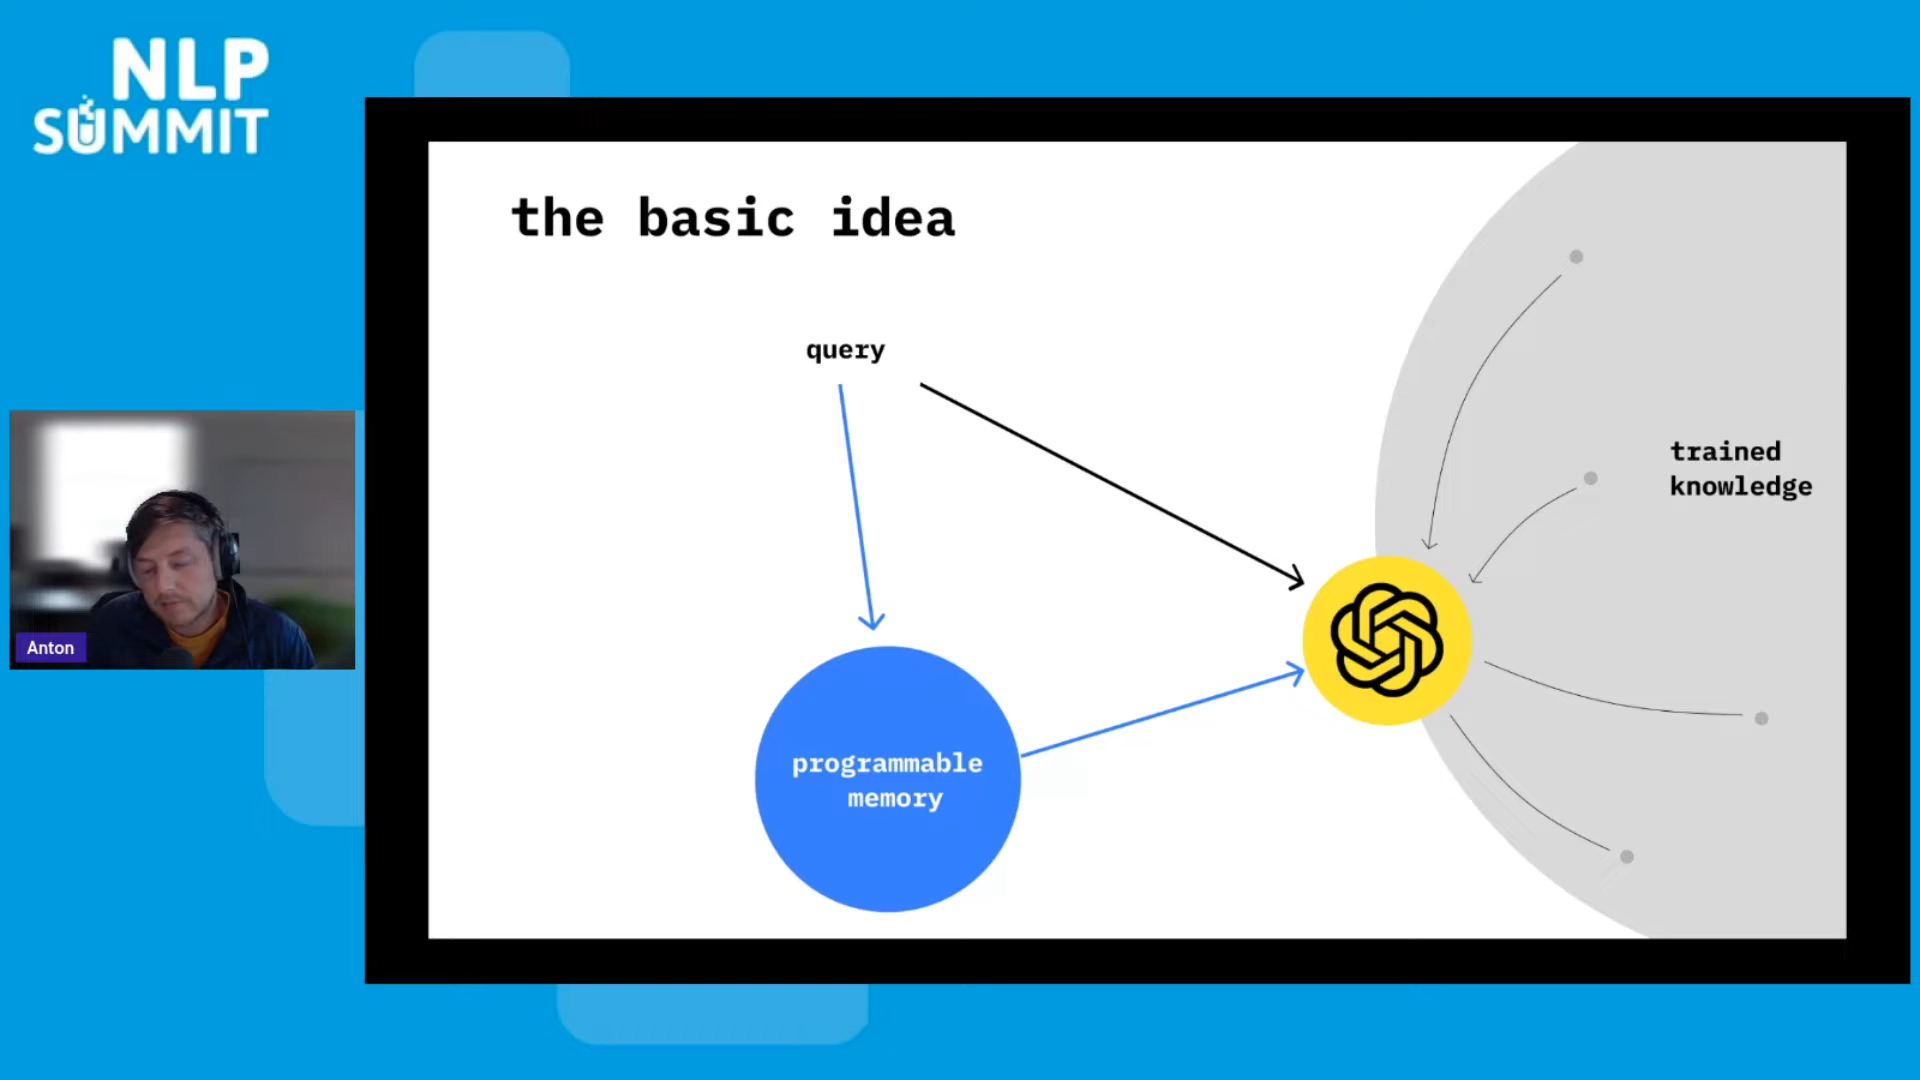 NLP
SUMMIT
the basic idea
query
trained
knowledge
programmable
memory
Anton